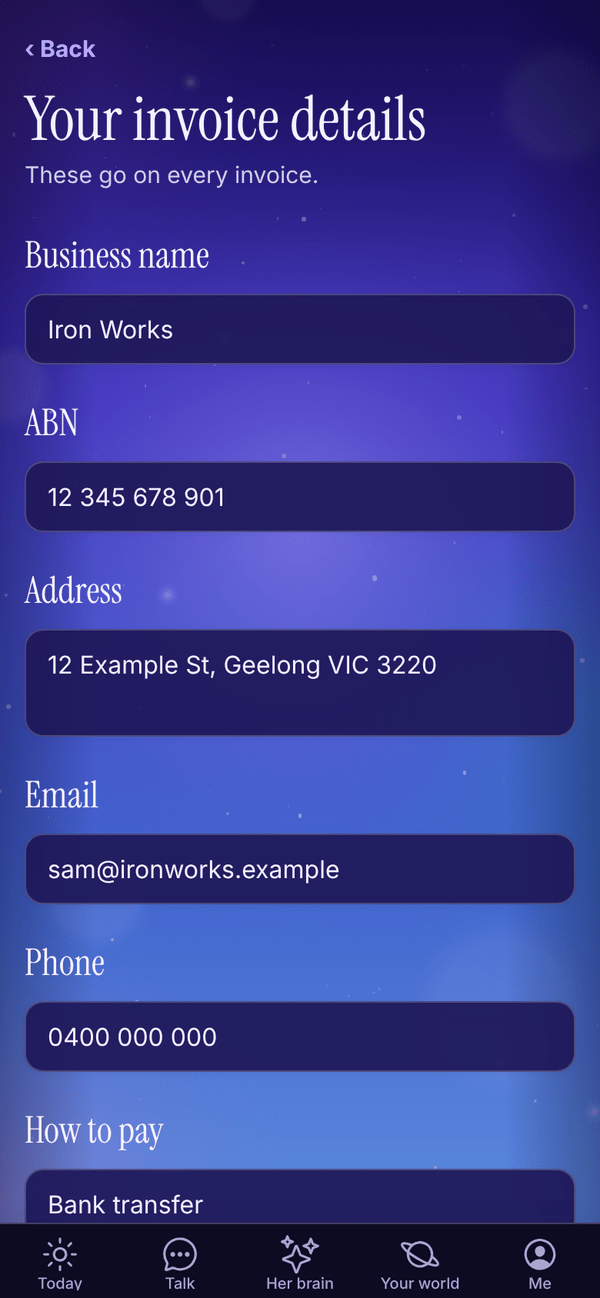 ‹ Back
Your invoice details
These go on every invoice.
Business name
Iron Works
ABN
12 345 678 901
Address
12 Example St, Geelong VIC 3220
Email
sam@ironworks.example
Phone
0400 000 000
How to pay
Bank transfer
Today
Talk
Her brain
Your world
Me